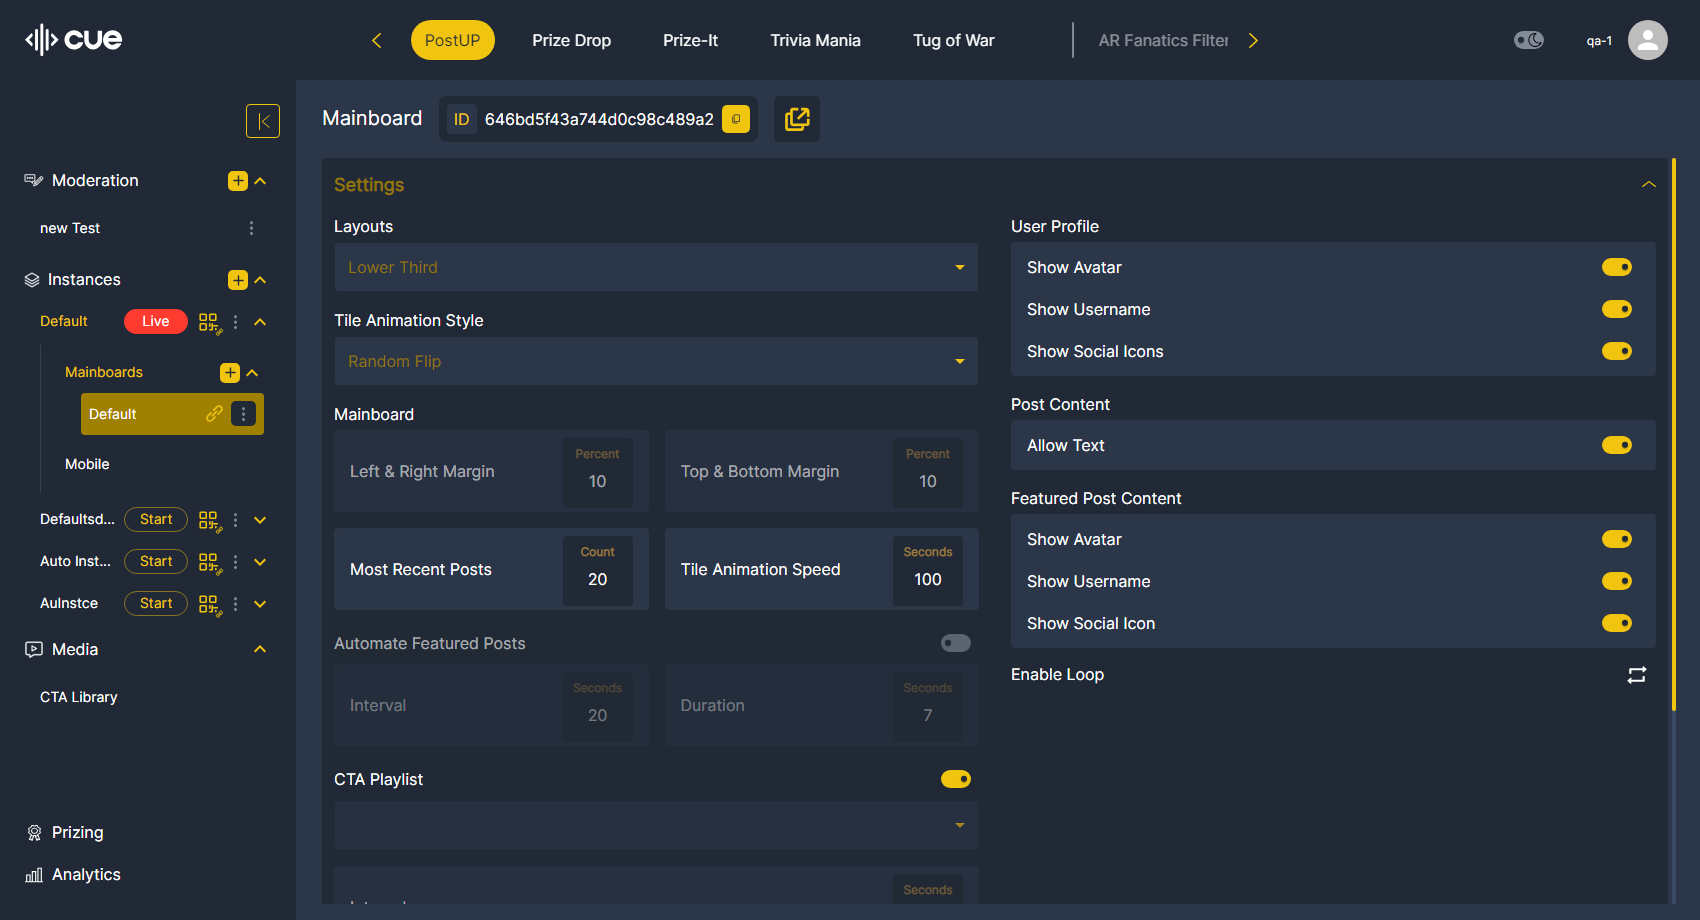 cue
PostUP
Prize Drop
Prize-It
Trivia Mania
Tug of War
AR Fanatics Filter
qa-1
Moderation
new Test
Instances
Default
Live
Mainboards
Default
Mobile
Defaultsd...
Start
Auto Inst...
Start
AuInstce
Start
Media
CTA Library
Prizing
Analytics
Mainboard
ID
646bd5f43a744d0c98c489a2
Settings
Layouts
Lower Third
Tile Animation Style
Random Flip
Mainboard
Left & Right Margin
Percent
10
Top & Bottom Margin
Percent
10
Most Recent Posts
Count
20
Tile Animation Speed
Seconds
100
Automate Featured Posts
Interval
Seconds
20
Duration
Seconds
7
CTA Playlist
Seconds
User Profile
Show Avatar
Show Username
Show Social Icons
Post Content
Allow Text
Featured Post Content
Show Avatar
Show Username
Show Social Icon
Enable Loop